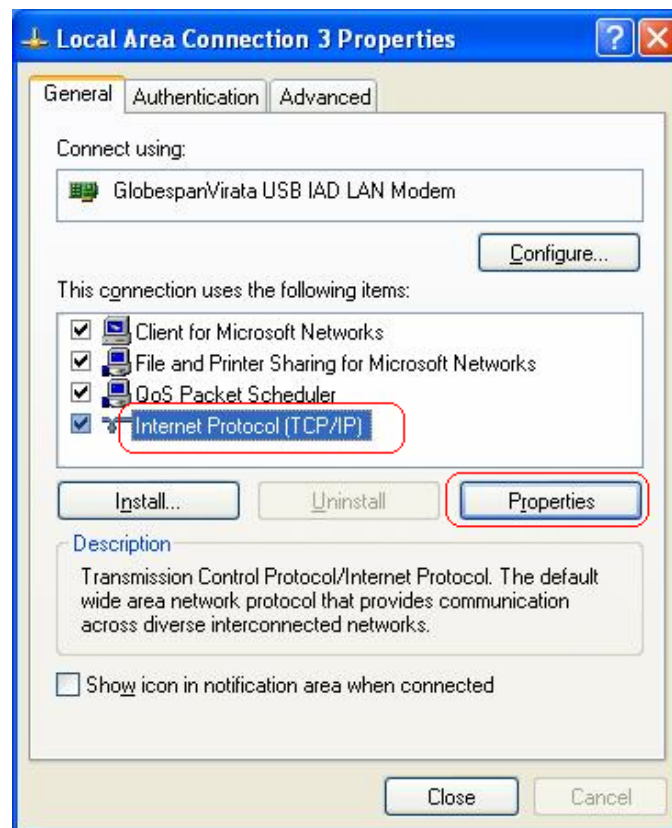 Local Area Connection 3 Properties
General
Authentication
Advanced
Connect using:
GlobespanVirata USB IAD LAN Modem
Configure...
This connection uses the following items:
Client for Microsoft Networks
File and Printer Sharing for Microsoft Networks
QoS Packet Scheduler
Internet Protocol (TCP/IP)
Install...
Uninstall
Properties
Description
Transmission Control Protocol/Internet Protocol. The default
wide area network protocol that provides communication
across diverse interconnected networks.
Show icon in notification area when connected
Close
Cancel